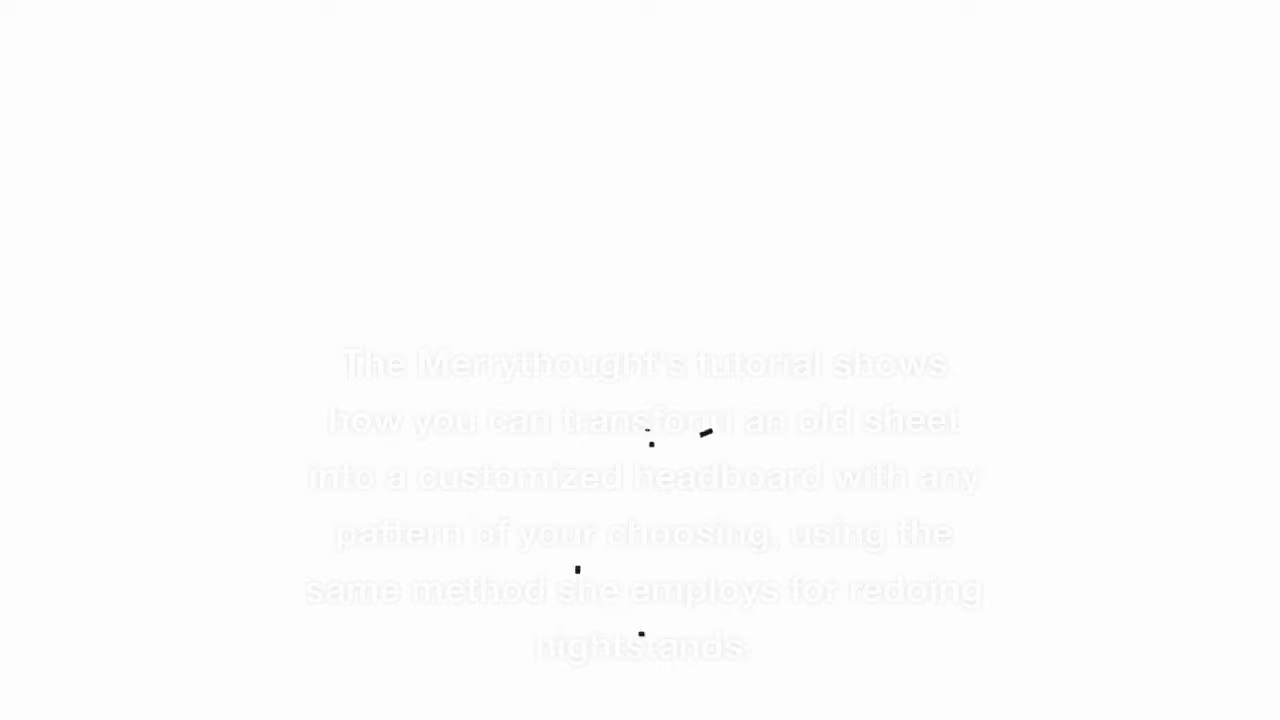 The Merrythought's tutorial shows
how you can transform an old sheet
into a customized headboard with any
pattern of your choosing, using the
same method she employs for redoing
nightstands.